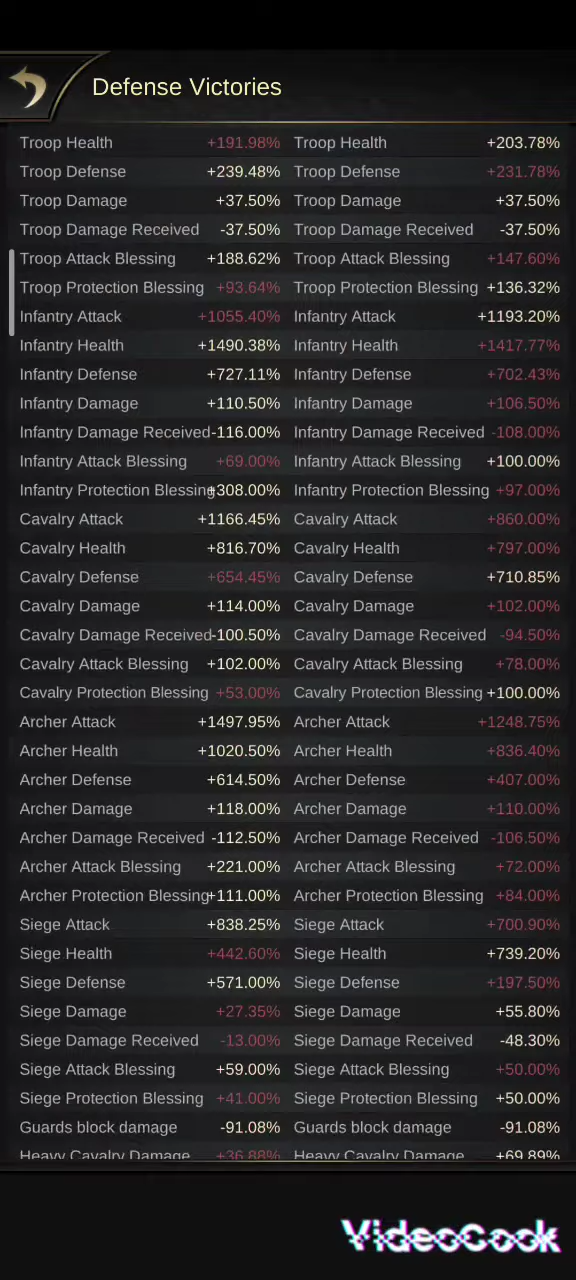 Defense Victories
Troop Health +191.98% Troop Health +203.78%
Troop Defense +239.48% Troop Defense +231.78%
Troop Damage +37.50% Troop Damage +37.50%
Troop Damage Received -37.50% Troop Damage Received -37.50%
Troop Attack Blessing +188.62% Troop Attack Blessing +147.60%
Troop Protection Blessing +93.64% Troop Protection Blessing +136.32%
Infantry Attack +1055.40% Infantry Attack +1193.20%
Infantry Health +1490.38% Infantry Health +1417.77%
Infantry Defense +727.11% Infantry Defense +702.43%
Infantry Damage +110.50% Infantry Damage +106.50%
Infantry Damage Received -116.00% Infantry Damage Received -108.00%
Infantry Attack Blessing +69.00% Infantry Attack Blessing +100.00%
Infantry Protection Blessing +308.00% Infantry Protection Blessing +97.00%
Cavalry Attack +1166.45% Cavalry Attack +860.00%
Cavalry Health +816.70% Cavalry Health +797.00%
Cavalry Defense +654.45% Cavalry Defense +710.85%
Cavalry Damage +114.00% Cavalry Damage +102.00%
Cavalry Damage Received -100.50% Cavalry Damage Received -94.50%
Cavalry Attack Blessing +102.00% Cavalry Attack Blessing +78.00%
Cavalry Protection Blessing +53.00% Cavalry Protection Blessing +100.00%
Archer Attack +1497.95% Archer Attack +1248.75%
Archer Health +1020.50% Archer Health +836.40%
Archer Defense +614.50% Archer Defense +407.00%
Archer Damage +118.00% Archer Damage +110.00%
Archer Damage Received -112.50% Archer Damage Received -106.50%
Archer Attack Blessing +221.00% Archer Attack Blessing +72.00%
Archer Protection Blessing +111.00% Archer Protection Blessing +84.00%
Siege Attack +838.25% Siege Attack +700.90%
Siege Health +442.60% Siege Health +739.20%
Siege Defense +571.00% Siege Defense +197.50%
Siege Damage +27.35% Siege Damage +55.80%
Siege Damage Received -13.00% Siege Damage Received -48.30%
Siege Attack Blessing +59.00% Siege Attack Blessing +50.00%
Siege Protection Blessing +41.00% Siege Protection Blessing +50.00%
Guards block damage -91.08% Guards block damage -91.08%
Heavy Cavalry Damage +36.88% Heavy Cavalry Damage +69.89%
VideoCook